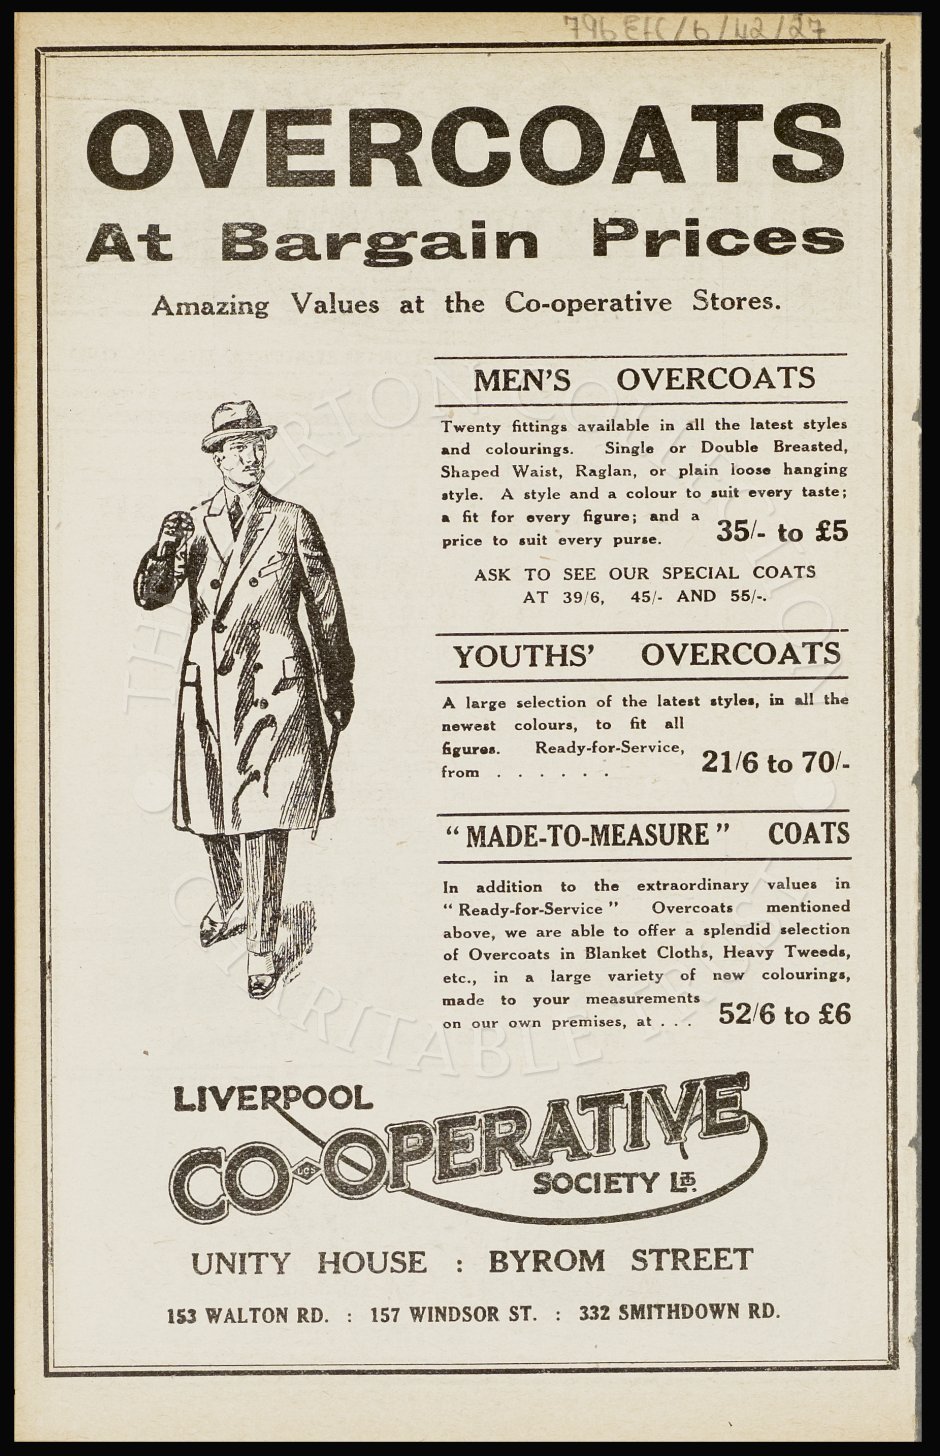 796 EFC/6/42/27
OVERCOATS
At Bargain Prices
Amazing Values at the Co-operative Stores.
MEN'S OVERCOATS
Twenty fittings available in all the latest styles
and colourings. Single or Double Breasted,
Shaped Waist, Raglan, or plain loose hanging
style. A style and a colour to suit every taste;
a fit for every figure; and a
price to suit every purse. 35/- to £5
ASK TO SEE OUR SPECIAL COATS
AT 39/6, 45/- AND 55/-.
YOUTHS' OVERCOATS
A large selection of the latest styles, in all the
newest colours, to fit all
figures. Ready-for-Service,
from . . . . . . 21/6 to 70/-
"MADE-TO-MEASURE" COATS
In addition to the extraordinary values in
"Ready-for-Service" Overcoats mentioned
above, we are able to offer a splendid selection
of Overcoats in Blanket Cloths, Heavy Tweeds,
etc., in a large variety of new colourings,
made to your measurements
on our own premises, at . . . 52/6 to £6
LIVERPOOL
CO-OPERATIVE
SOCIETY LTD.
UNITY HOUSE : BYROM STREET
153 WALTON RD. : 157 WINDSOR ST. : 332 SMITHDOWN RD.
THE EVERTON COLLECTION
CHARITABLE TRUST